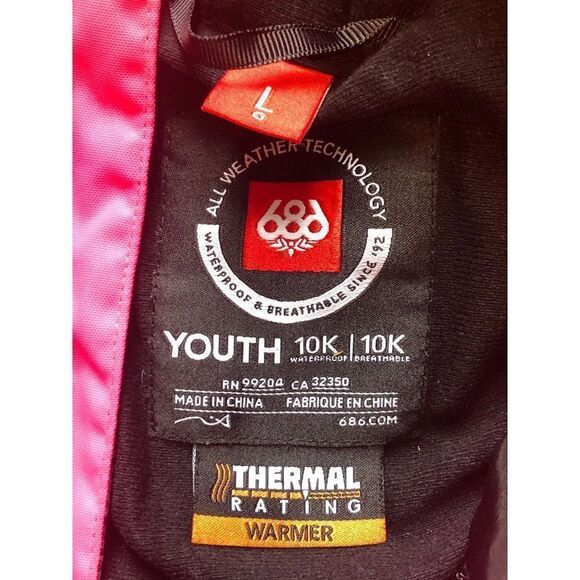 L
ALL WEATHER TECHNOLOGY
686
WATERPROOF & BREATHABLE SINCE '92
YOUTH 10K | 10K
WATERPROOF BREATHABLE
RN 99204 CA 32350
MADE IN CHINA FABRIQUE EN CHINE
686.COM
THERMAL
RATING
WARMER